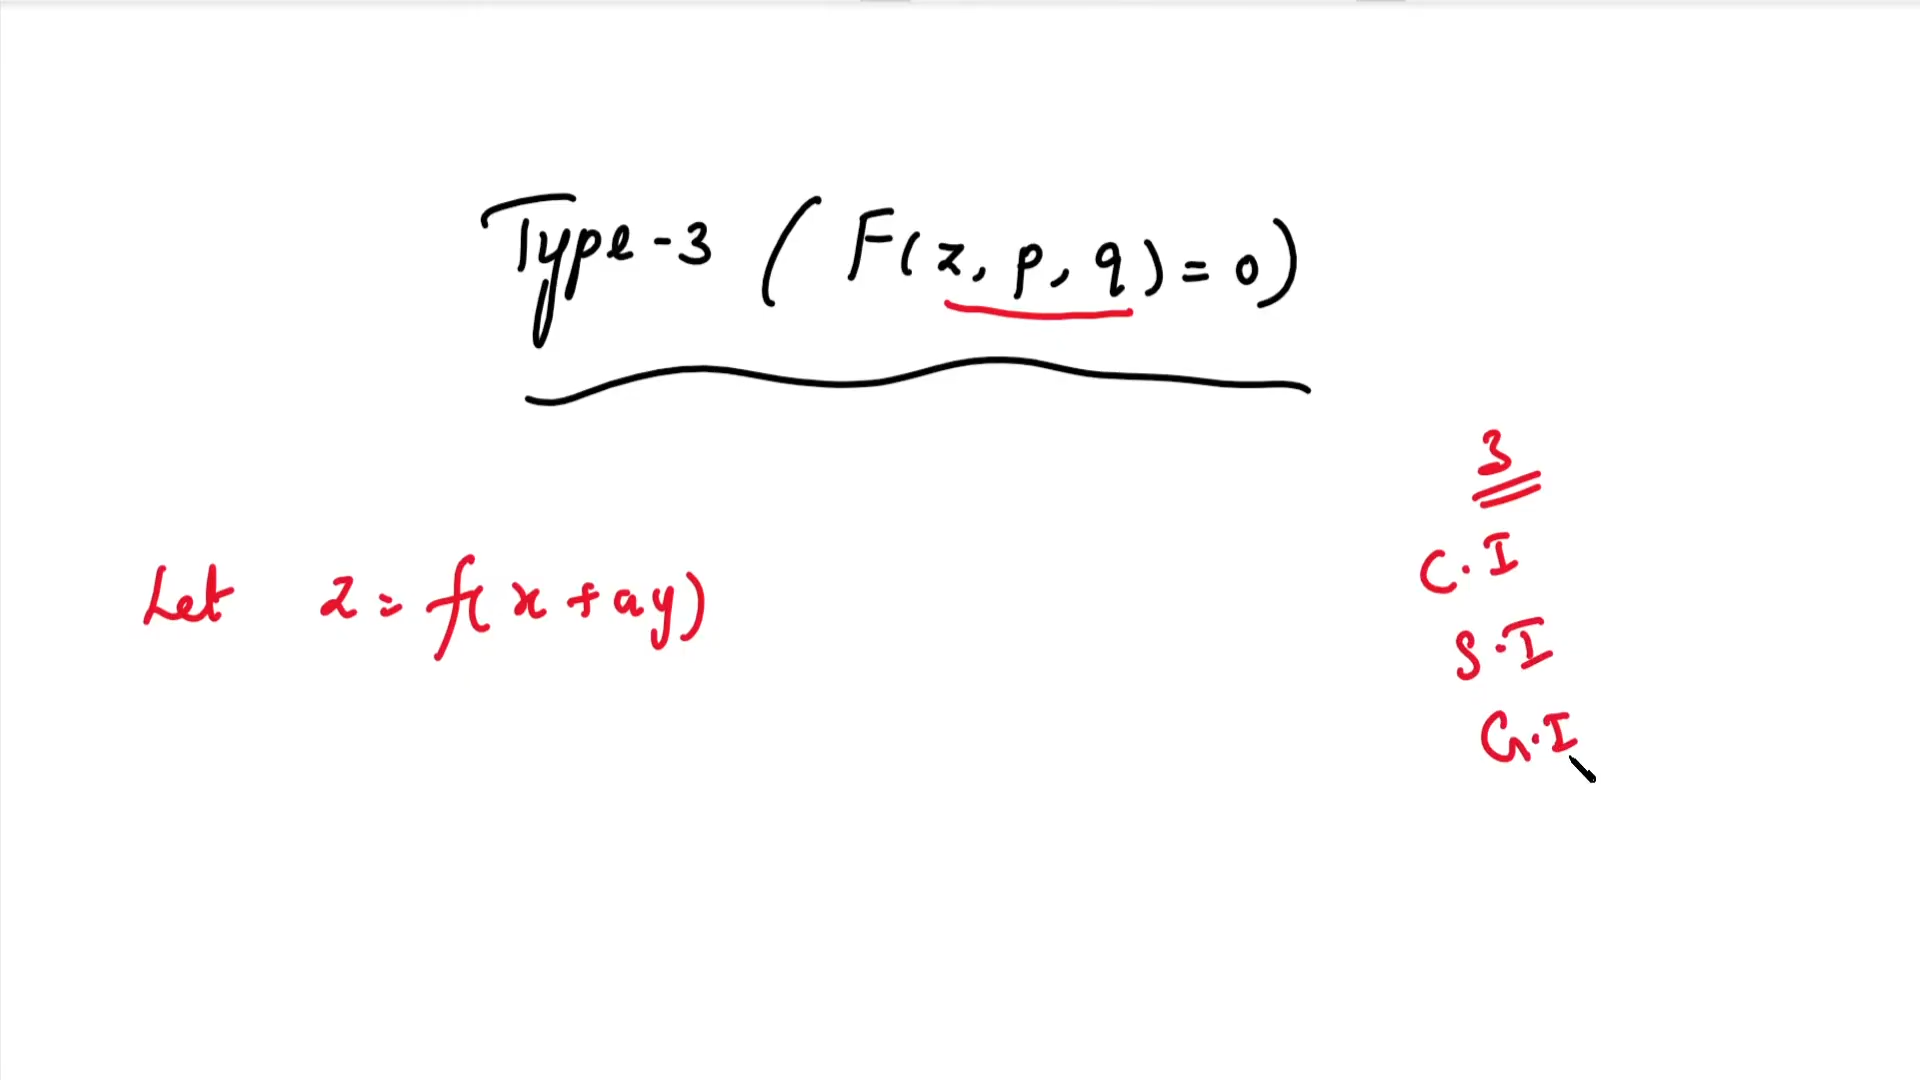 Type-3 ( F(z, p, q) = 0)
3
C.I
Let z = f(x + ay)
S.I
G.I